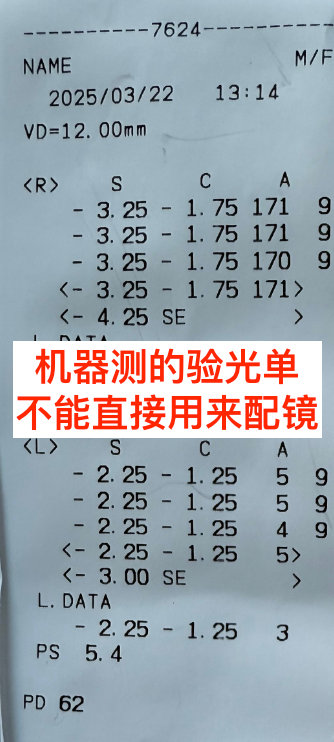 ----------7624----------
NAME M/F
2025/03/22 13:14
VD=12.00mm
<R> S C A
- 3.25 - 1.75 171 9
- 3.25 - 1.75 171 9
- 3.25 - 1.75 170 9
<- 3.25 - 1.75 171>
<- 4.25 SE >
L.DATA
机器测的验光单
不能直接用来配镜
<L> S C A
- 2.25 - 1.25 5 9
- 2.25 - 1.25 5 9
- 2.25 - 1.25 4 9
<- 2.25 - 1.25 5>
<- 3.00 SE >
L.DATA
- 2.25 - 1.25 3
PS 5.4
PD 62